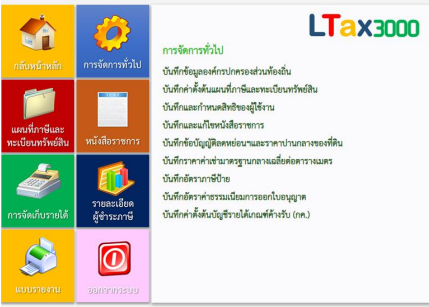 LTax3000
กลับหน้าหลัก
การจัดการทั่วไป
แผนที่ภาษีและ
ทะเบียนทรัพย์สิน
หนังสือราชการ
การจัดเก็บรายได้
รายละเอียด
ผู้ชำระภาษี
แบบรายงาน
ออกจากระบบ
การจัดการทั่วไป
บันทึกข้อมูลองค์กรปกครองส่วนท้องถิ่น
บันทึกค่าตั้งต้นแผนที่ภาษีและทะเบียนทรัพย์สิน
บันทึกและกำหนดสิทธิของผู้ใช้งาน
บันทึกและแก้ไขหนังสือราชการ
บันทึกข้อบัญญัติลดหย่อนฯและราคาปานกลางของที่ดิน
บันทึกราคาค่าเช่ามาตรฐานกลางเฉลี่ยต่อตารางเมตร
บันทึกอัตราภาษีป้าย
บันทึกอัตราค่าธรรมเนียมการออกใบอนุญาต
บันทึกค่าตั้งต้นบัญชีรายได้เกณฑ์ค้างรับ (กค.)